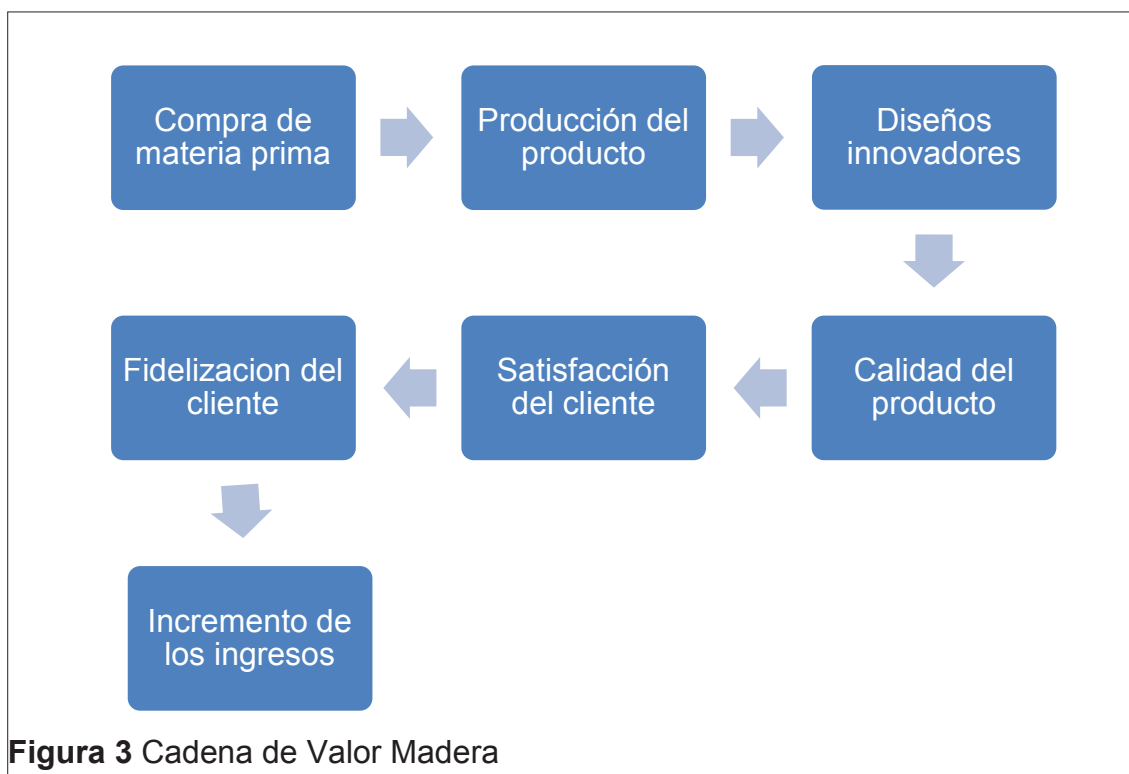 Compra de
materia prima
Producción del
producto
Diseños
innovadores
Fidelizacion del
cliente
Satisfacción
del cliente
Calidad del
producto
Incremento de
los ingresos
Figura 3 Cadena de Valor Madera